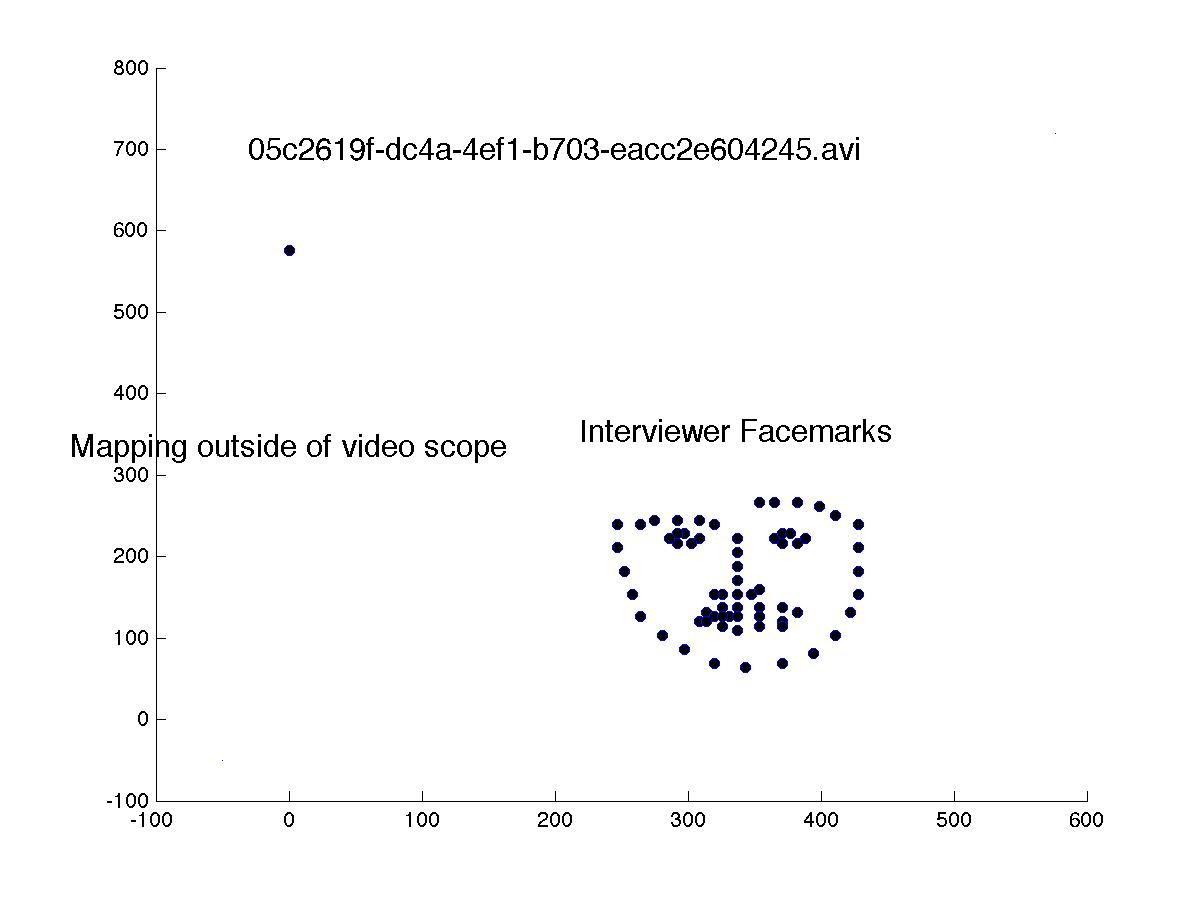 800
700
05c2619f-dc4a-4ef1-b703-eacc2e604245.avi
600
500
400
Interviewer Facemarks
Mapping outside of video scope
300
200
100
0
-100
-100 0 100 200 300 400 500 600